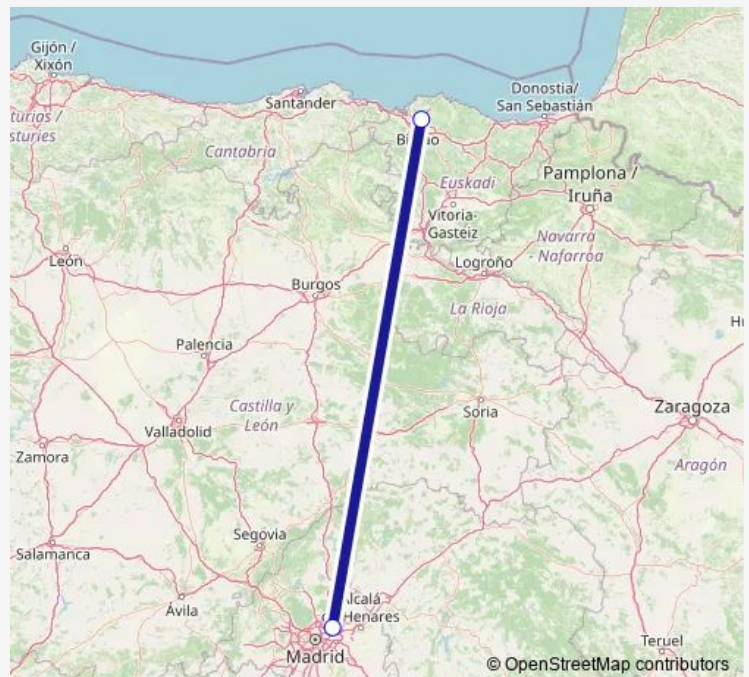 Gijón /
Xixón
Santander
Donostia/
San Sebastián
turias /
sturies
Cantabria
Euskadi
Pamplona /
Iruña
Vitoria-
Gasteiz
Navarra
- Nafarroa
León
Logroño
Burgos
La Rioja
Palencia
Castilla y
León
Soria
Zaragoza
Valladolid
Zamora
Aragón
Segovia
Salamanca
Ávila
lcalá
Henares
Madrid
Teruel
© OpenStreetMap contributors